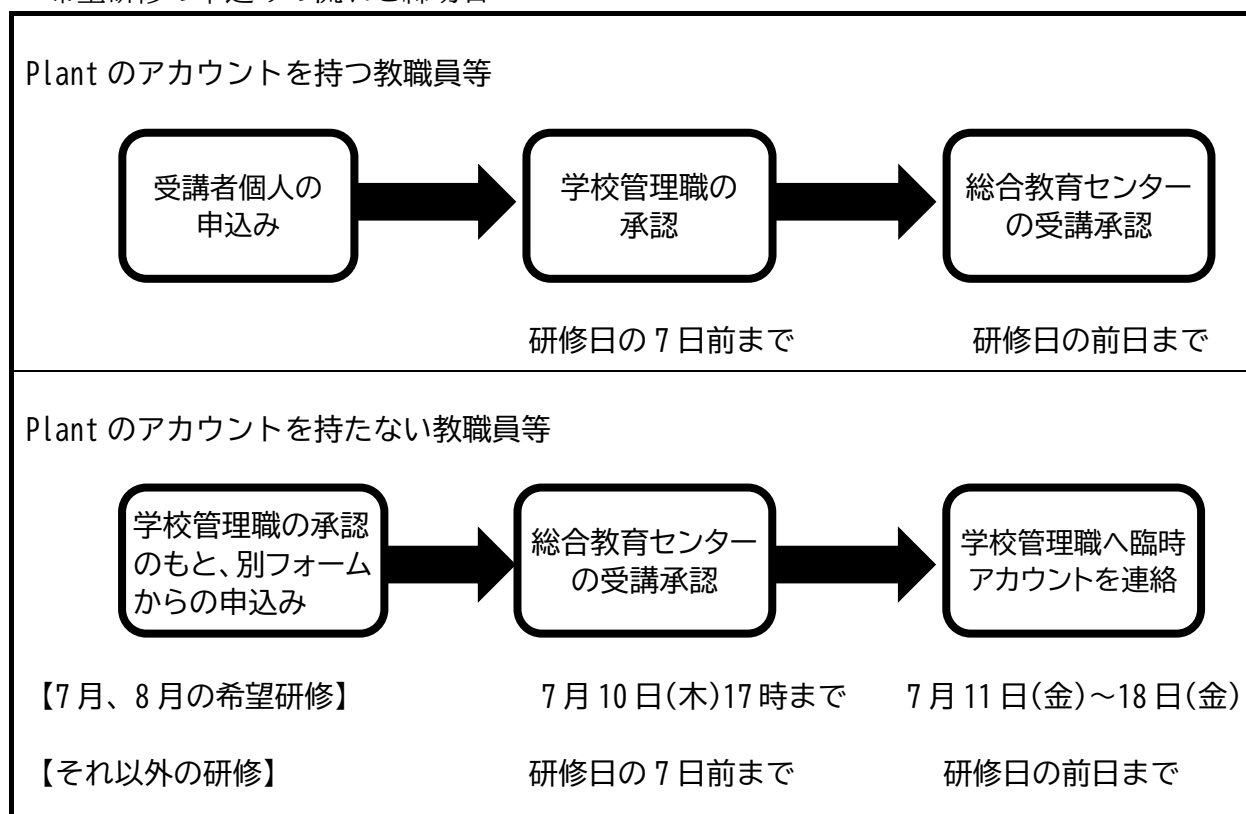 Plantのアカウントを持つ教職員等
受講者個人の
申込み
学校管理職の
承認
総合教育センター
の受講承認
研修日の7日前まで
研修日の前日まで
Plantのアカウントを持たない教職員等
学校管理職の承認
のもと、別フォーム
からの申込み
総合教育センター
の受講承認
学校管理職へ臨時
アカウントを連絡
【7月、8月の希望研修】 7月10日(木)17時まで 7月11日(金)～18日(金)
【それ以外の研修】 研修日の7日前まで 研修日の前日まで